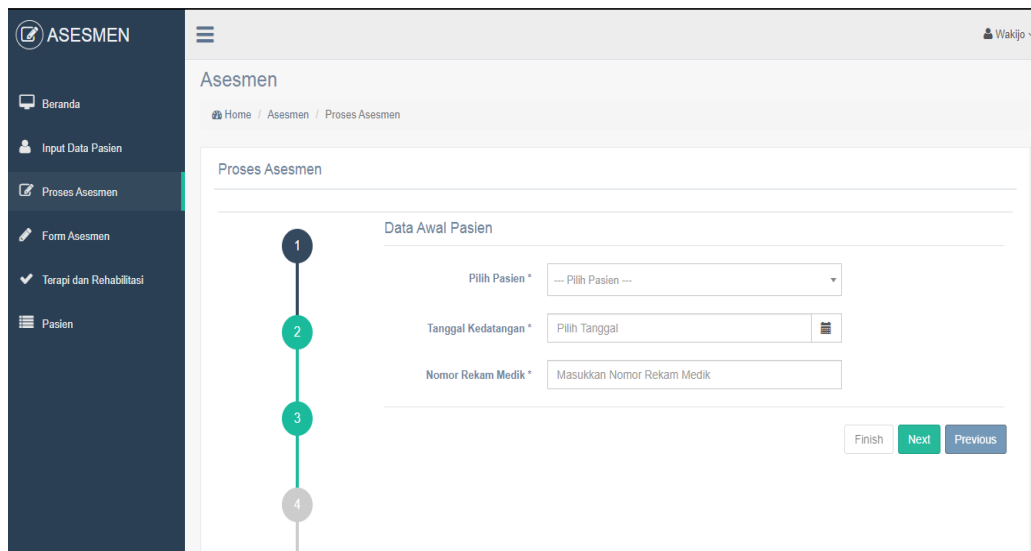 ASESMEN
Wakijo
Beranda
Input Data Pasien
Proses Asesmen
Form Asesmen
Terapi dan Rehabilitasi
Pasien
Asesmen
Home / Asesmen / Proses Asesmen
Proses Asesmen
1
2
3
4
Data Awal Pasien
Pilih Pasien * --- Pilih Pasien ---
Tanggal Kedatangan * Pilih Tanggal
Nomor Rekam Medik * Masukkan Nomor Rekam Medik
Finish Next Previous